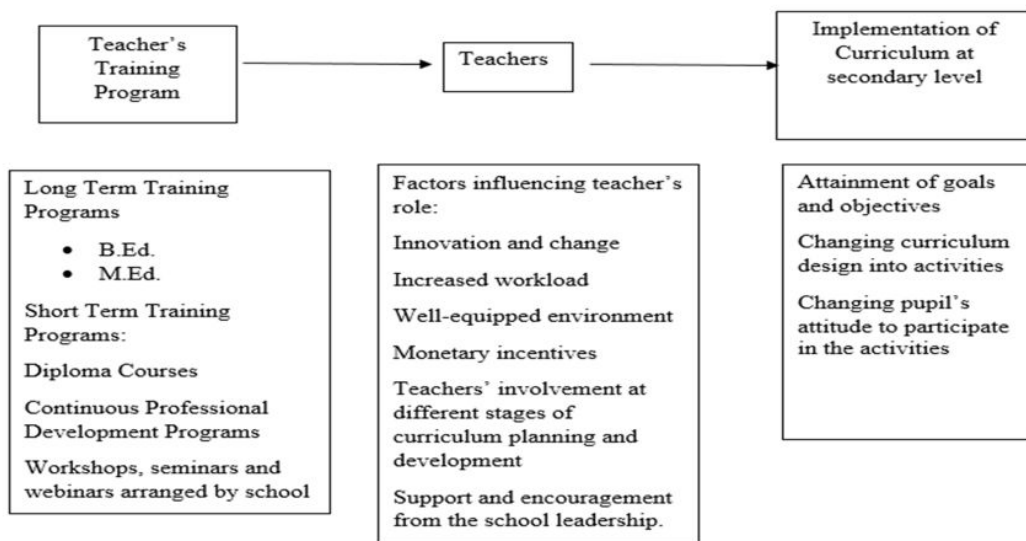 Teacher's
Training
Program
Teachers
Implementation of
Curriculum at
secondary level
Long Term Training
Programs
• B.Ed.
• M.Ed.
Short Term Training
Programs:
Diploma Courses
Continuous Professional
Development Programs
Workshops, seminars and
webinars arranged by school
Factors influencing teacher's
role:
Innovation and change
Increased workload
Well-equipped environment
Monetary incentives
Teachers' involvement at
different stages of
curriculum planning and
development
Support and encouragement
from the school leadership.
Attainment of goals
and objectives
Changing curriculum
design into activities
Changing pupil's
attitude to participate
in the activities